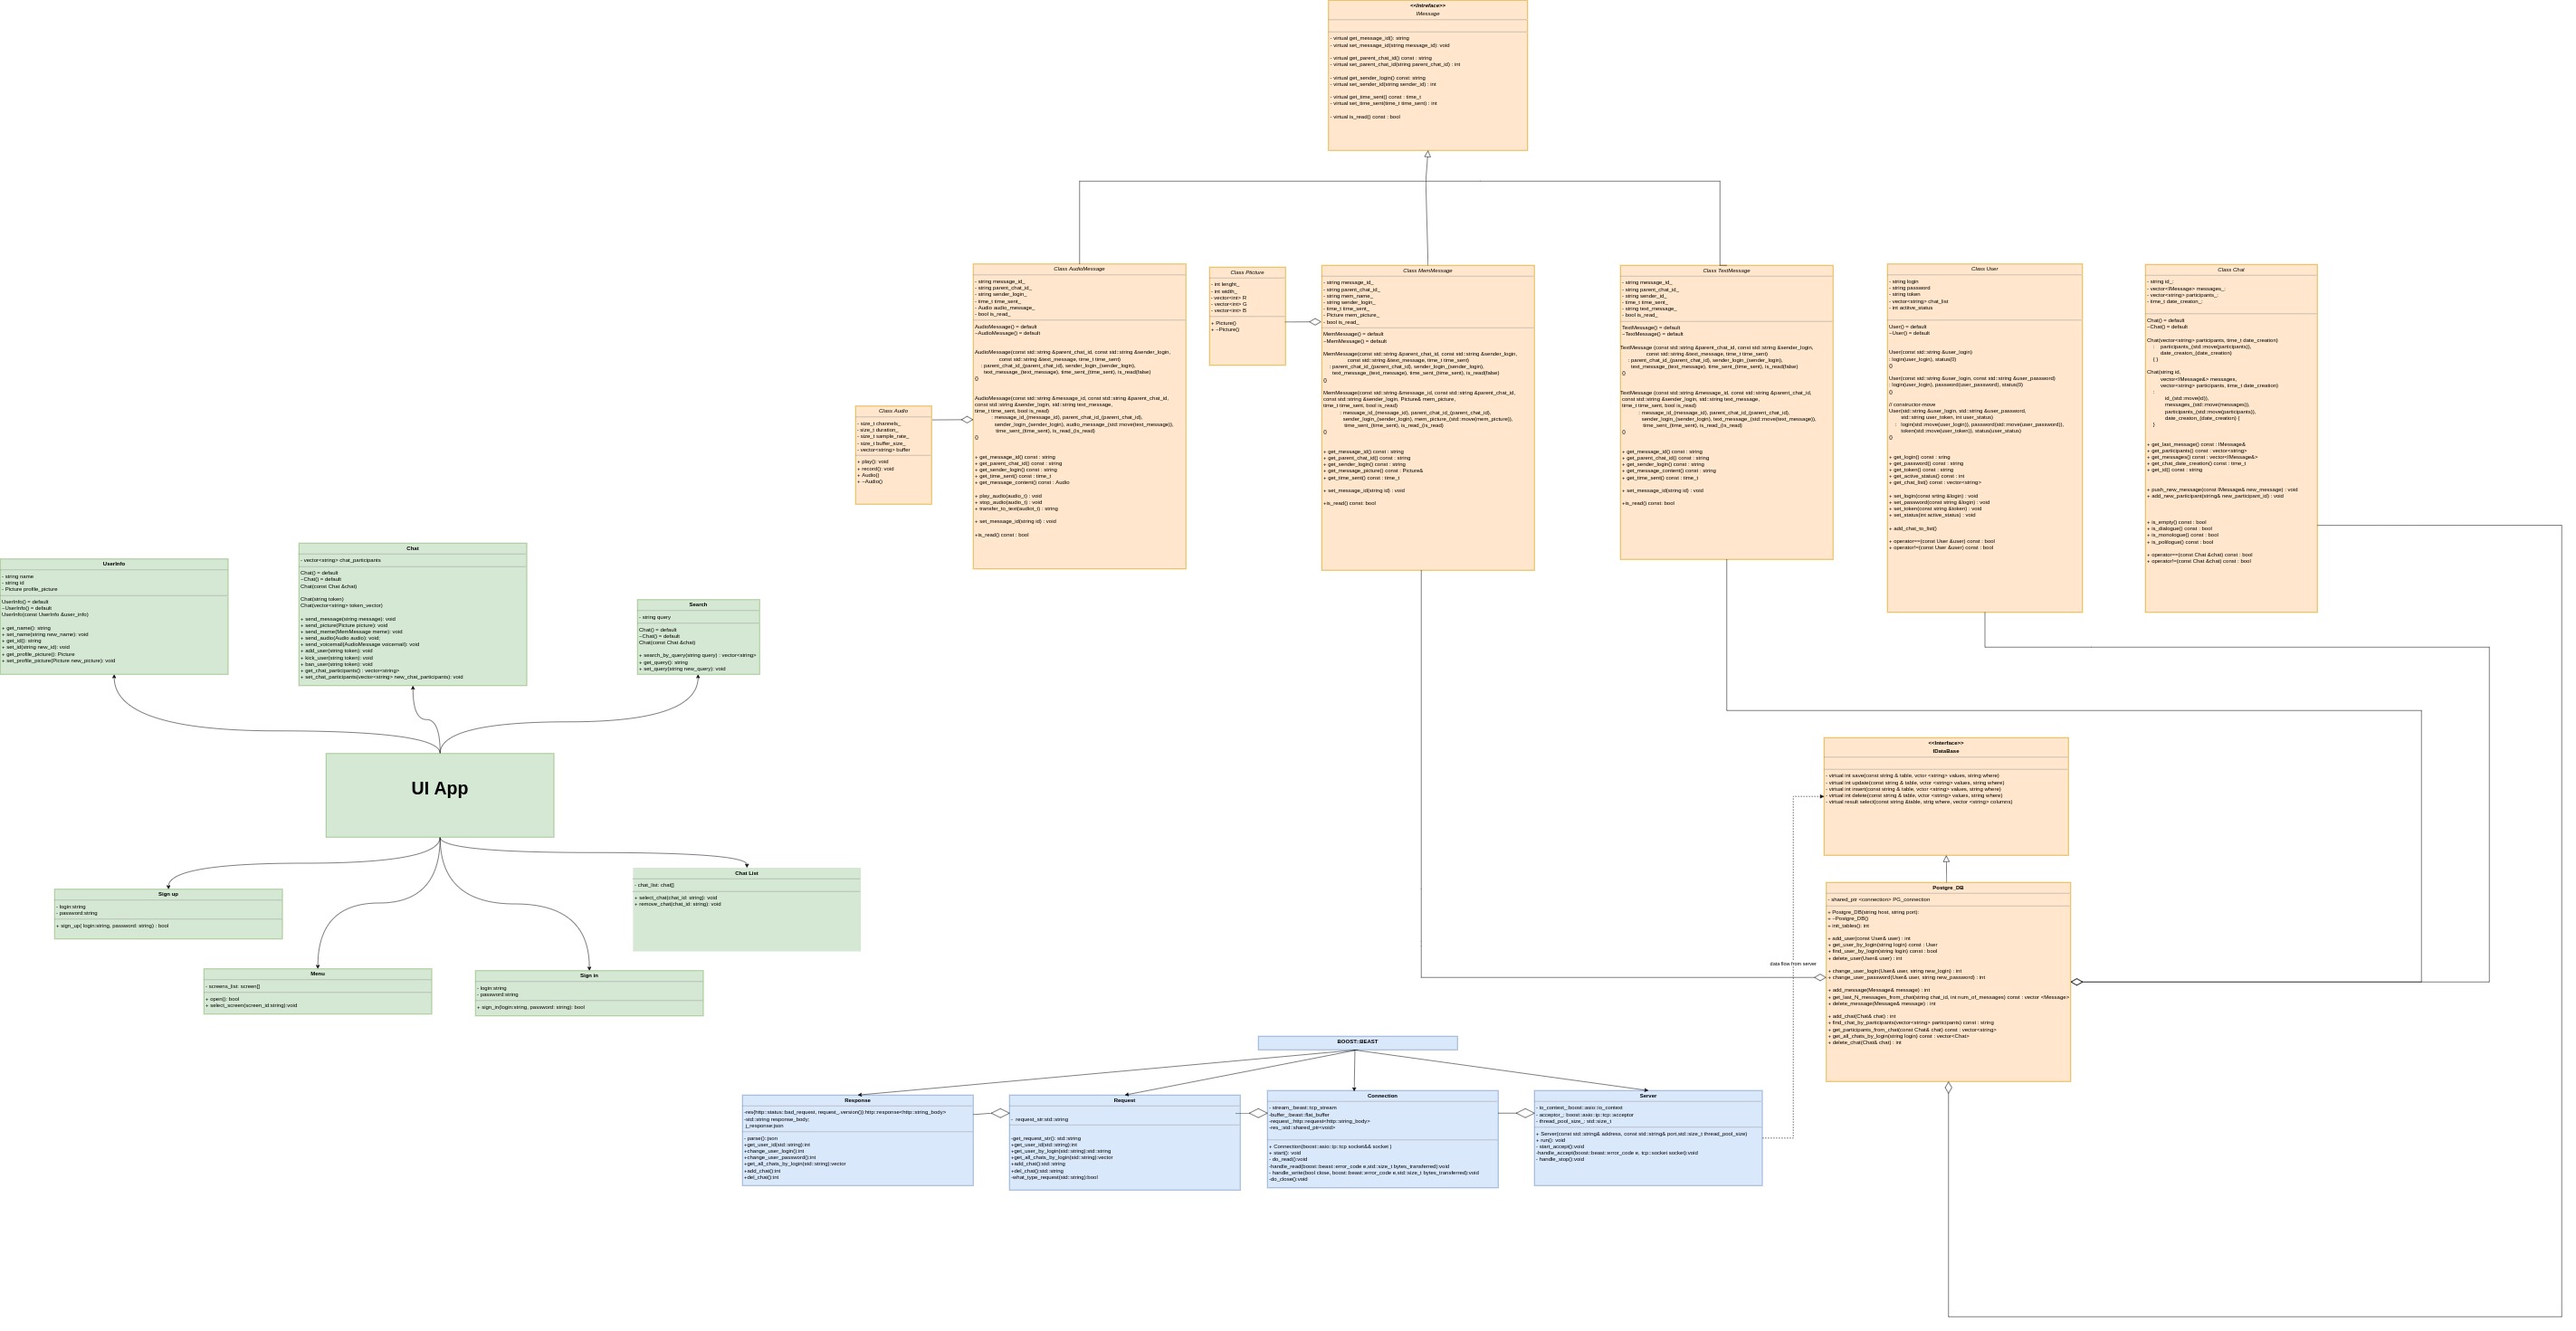 <<Intreface>>
IMessage
- virtual get_message_id(): string
- virtual set_message_id(string message_id): void
- virtual get_parent_chat_id() const : string
- virtual set_parent_chat_id(string parent_chat_id) : int
- virtual get_sender_login() const: string
- virtual set_sender_id(string sender_id) : int
- virtual get_time_sent() const : time_t
- virtual set_time_sent(time_t time_sent) : int
- virtual is_read() const : bool
Class AudioMessage
- string message_id_
- string parent_chat_id_
- string sender_login_
- time_t time_sent_
- Audio audio_message_
- bool is_read_
AudioMessage() = default
~AudioMessage() = default
AudioMessage(const std::string &parent_chat_id, const std::string &sender_login,
const std::string &text_message, time_t time_sent)
: parent_chat_id_(parent_chat_id), sender_login_(sender_login),
text_message_(text_message), time_sent_(time_sent), is_read(false)
{}
AudioMessage(const std::string &message_id, const std::string &parent_chat_id,
const std::string &sender_login, std::string text_message,
time_t time_sent, bool is_read)
: message_id_(message_id), parent_chat_id_(parent_chat_id),
sender_login_(sender_login), audio_message_(std::move(text_message)),
time_sent_(time_sent), is_read_(is_read)
{}
+ get_message_id() const : string
+ get_parent_chat_id() const : string
+ get_sender_login() const : string
+ get_time_sent() const : time_t
+ get_message_content() const : Audio
+ play_audio(audio_t) : void
+ stop_audio(audio_t) : void
+ transfer_to_text(audiot_t) : string
+ set_message_id(string id) : void
+is_read() const : bool
Class Piicture
- int lenght_
- int width_
- vector<int> R
- vector<int> G
- vector<int> B
+ Picture()
+ ~Picture()
Class MemMessage
- string message_id_
- string parent_chat_id_
- string mem_name_
- string sender_login_
- time_t time_sent_
- Picture mem_picture_
- bool is_read_
MemMessage() = default
~MemMessage() = default
MemMessage(const std::string &parent_chat_id, const std::string &sender_login,
const std::string &text_message, time_t time_sent)
: parent_chat_id_(parent_chat_id), sender_login_(sender_login),
text_message_(text_message), time_sent_(time_sent), is_read(false)
{}
MemMessage(const std::string &message_id, const std::string &parent_chat_id,
const std::string &sender_login, Picture& mem_picture,
time_t time_sent, bool is_read)
: message_id_(message_id), parent_chat_id_(parent_chat_id),
sender_login_(sender_login), mem_picture_(std::move(mem_picture)),
time_sent_(time_sent), is_read_(is_read)
{}
+ get_message_id() const : string
+ get_parent_chat_id() const : string
+ get_sender_login() const : string
+ get_message_picture() const : Picture&
+ get_time_sent() const : time_t
+ set_message_id(string id) : void
+is_read() const: bool
Class TextMessage
- string message_id_
- string parent_chat_id_
- string sender_id_
- time_t time_sent_
- string text_message_
- bool is_read_
TextMessage() = default
~TextMessage() = default
TextMessage (const std::string &parent_chat_id, const std::string &sender_login,
const std::string &text_message, time_t time_sent)
: parent_chat_id_(parent_chat_id), sender_login_(sender_login),
text_message_(text_message), time_sent_(time_sent), is_read(false)
{}
TextMessage(const std::string &message_id, const std::string &parent_chat_id,
const std::string &sender_login, std::string text_message,
time_t time_sent, bool is_read)
: message_id_(message_id), parent_chat_id_(parent_chat_id),
sender_login_(sender_login), text_message_(std::move(text_message)),
time_sent_(time_sent), is_read_(is_read)
{}
+ get_message_id() const : string
+ get_parent_chat_id() const : string
+ get_sender_login() const : string
+ get_message_content() const : string
+ get_time_sent() const : time_t
+ set_message_id(string id) : void
+is_read() const : bool
Class User
- string login
- string password
- string token
- vector<string> chat_list
- int active_status
User() = default
~User() = default
User(const std::string &user_login)
: login(user_login), status(0)
{}
User(const std::string &user_login, const std::string &user_password)
: login(user_login), password(user_password), status(0)
{}
// constructor-move
User(std::string &user_login, std::string &user_password,
std::string user_token, int user_status)
: login(std::move(user_login)), password(std::move(user_password)),
token(std::move(user_token)), status(user_status)
{}
+ get_login() const : sring
+ get_password() const : string
+ get_token() const : string
+ get_active_status() const : int
+ get_chat_list() const : vector<string>
+ set_login(const srting &login) : void
+ set_password(const string &login) : void
+ set_token(const string &token) : void
+ set_status(int active_status) : void
+ add_chat_to_list()
+ operator==(const User &user) const : bool
+ operator!=(const User &user) const : bool
Class Chat
- string id_;
- vector<IMessage> messages_;
- vector<string> participants_;
- time_t date_creaton_;
Chat() = default
~Chat() = default
Chat(vector<string> participants, time_t date_creation)
: participants_(std::move(participants)),
date_creation_(date_creation)
{ }
Chat(string id,
vector<IMessage&> messages,
vector<string> participants, time_t date_creation)
:
id_(std::move(id)),
messages_(std::move(messages)),
participants_(std::move(participants)),
date_creation_(date_creation) {
}
+ get_last_message() const : IMessage&
+ get_participants() const : vector<string>
+ get_messages() const : vector<IMessage&>
+ get_chat_date_creation() const : time_t
+ get_id() const : string
+ push_new_message(const IMessage& new_message) : void
+ add_new_participant(string& new_participant_id) : void
+ is_empty() const : bool
+ is_dialogue() const : bool
+ is_monologue() const : bool
+ is_polilogue() const : bool
+ operator==(const Chat &chat) const : bool
+ operator!=(const Chat &chat) const : bool
Class Audio
- size_t channels_
- size_t duration_
- size_t sample_rate_
- size_t buffer_size_
- vector<string> buffer
+ play(): void
+ record(): void
+ Audio()
+ ~Audio()
UserInfo
- string name
- string id
- Picture profile_picture
UserInfo() = default
~UserInfo() = default
UserInfo(const UserInfo &user_info)
+ get_name(): string
+ set_name(string new_name): void
+ get_id(): string
+ set_id(string new_id): void
+ get_profile_picture(): Picture
+ set_profile_picture(Picture new_picture): void
Chat
- vector<string> chat_participants
Chat() = default
~Chat() = default
Chat(const Chat &chat)
Chat(string token)
Chat(vector<string> token_vector)
+ send_message(string message): void
+ send_picture(Picture picture): void
+ send_meme(MemMessage meme): void
+ send_audio(Audio audio): void;
+ send_voicemail(AudioMessage voicemail): void
+ add_user(string token): void
+ kick_user(string token): void
+ ban_user(string token): void
+ get_chat_participants() : vector<string>
+ set_chat_participants(vector<string> new_chat_participants): void
Search
- string query
Chat() = default
~Chat() = default
Chat(const Chat &chat)
+ search_by_query(string query) : vector<string>
+ get_query(): string
+ set_query(string new_query): void
UI App
Sign up
- login:string
- password:string
+ sign_up( login:string, password: string) : bool
Menu
- screens_list: screen[]
+ open(): bool
+ select_screen(screen_id:string):void
Sign in
- login:string
- password:string
+ sign_in(login:string, password: string): bool
Chat List
- chat_list: chat[]
+ select_chat(chat_id: string): void
+ remove_chat(chat_id: string): void
<<Interface>>
IDataBase
- virtual int save(const string & table, vctor <string> values, string where)
- virtual int update(const string & table, vctor <string> values, string where)
- virtual int insert(const string & table, vctor <string> values, string where)
- virtual int delete(const string & table, vctor <string> values, string where)
- virtual result select(const string &table, strig where, vector <string> columns)
Postgre_DB
- shared_ptr <connection> PG_connection
+ Postgre_DB(string host, string port);
+ ~Postgre_DB()
+ init_tables(): int
+ add_user(const User& user) : int
+ get_user_by_login(string login) const : User
+ find_user_by_login(string login) const : bool
+ delete_user(User& user) : int
+ change_user_login(User& user, string new_login) : int
+ change_user_password(User& user, string new_password) : int
+ add_message(Message& message) : int
+ get_last_N_messages_from_chat(string chat_id, int num_of_messages) const : vector <Message>
+ delete_message(Message& message) : int
+ add_chat(Chat& chat) : int
+ find_chat_by_participants(vector<string> participants) const : string
+ get_participants_from_chat(const Chat& chat) const : vector<string>
+ get_all_chats_by_login(string login) const : vector<Chat>
+ delete_chat(Chat& chat) : int
data flow from server
BOOST::BEAST
Response
-res(http::status::bad_request, request_.version()):http:response<http::string_body>
-std::string response_body;
j_response:json
- parse(): json
+get_user_id(std::string):int
+change_user_login():int
+change_user_password():int
+get_all_chats_by_login(std::string):vector
+add_chat():int
+del_chat():int
Request
- request_str:std::string
-get_request_str(): std::string
+get_user_id(std::string):int
+get_user_by_login(std::string):std::string
+get_all_chats_by_login(std::string):vector
+add_chat():std::string
+del_chat():std::string
-what_type_request(std::string):bool
Connection
- stream_:beast::tcp_stream
-buffer_:beast::flat_buffer
-request_:http:request<http::string_body>
-res_:std::shared_ptr<void>
+ Connection(boost::asio::ip::tcp socket&& socket )
+ start(): void
- do_read():void
-handle_read(boost::beast::error_code e,std::size_t bytes_transferred):void
- handle_write(bool close, boost::beast::error_code e,std::size_t bytes_transferred):void
-do_close():void
Server
- io_context_:boost::asio::io_context
- acceptor_: boost::asio::ip::tcp::acceptor
- thread_pool_size_: std::size_t
+ Server(const std::string& address, const std::string& port,std::size_t thread_pool_size)
+ run(): void
- start_accept():void
-handle_accept(boost::beast::error_code e, tcp::socket socket):void
- handle_stop():void